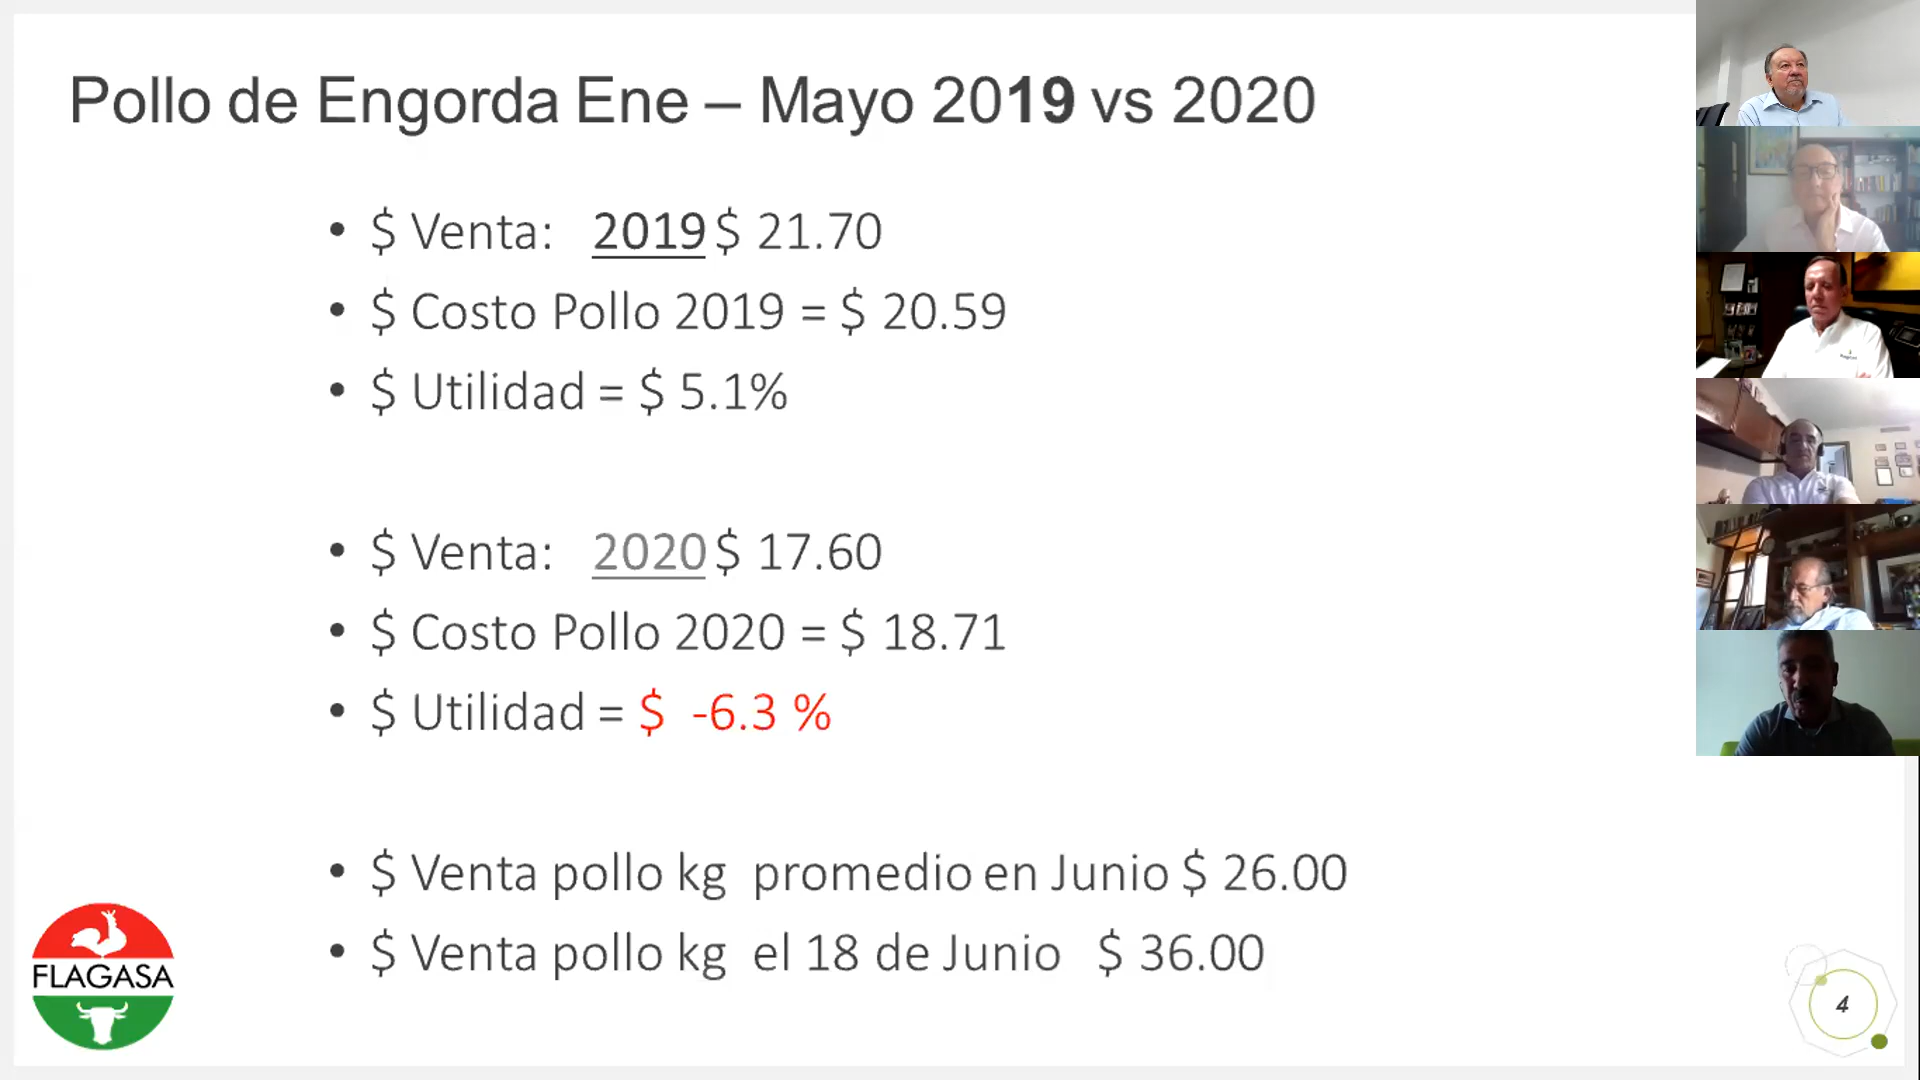 Pollo de Engorda Ene – Mayo 2019 vs 2020
• $ Venta: 2019 $ 21.70
• $ Costo Pollo 2019 = $ 20.59
• $ Utilidad = $ 5.1%
• $ Venta: 2020 $ 17.60
• $ Costo Pollo 2020 = $ 18.71
• $ Utilidad = $ -6.3 %
• $ Venta pollo kg promedio en Junio $ 26.00
• $ Venta pollo kg el 18 de Junio $ 36.00
FLAGASA
4